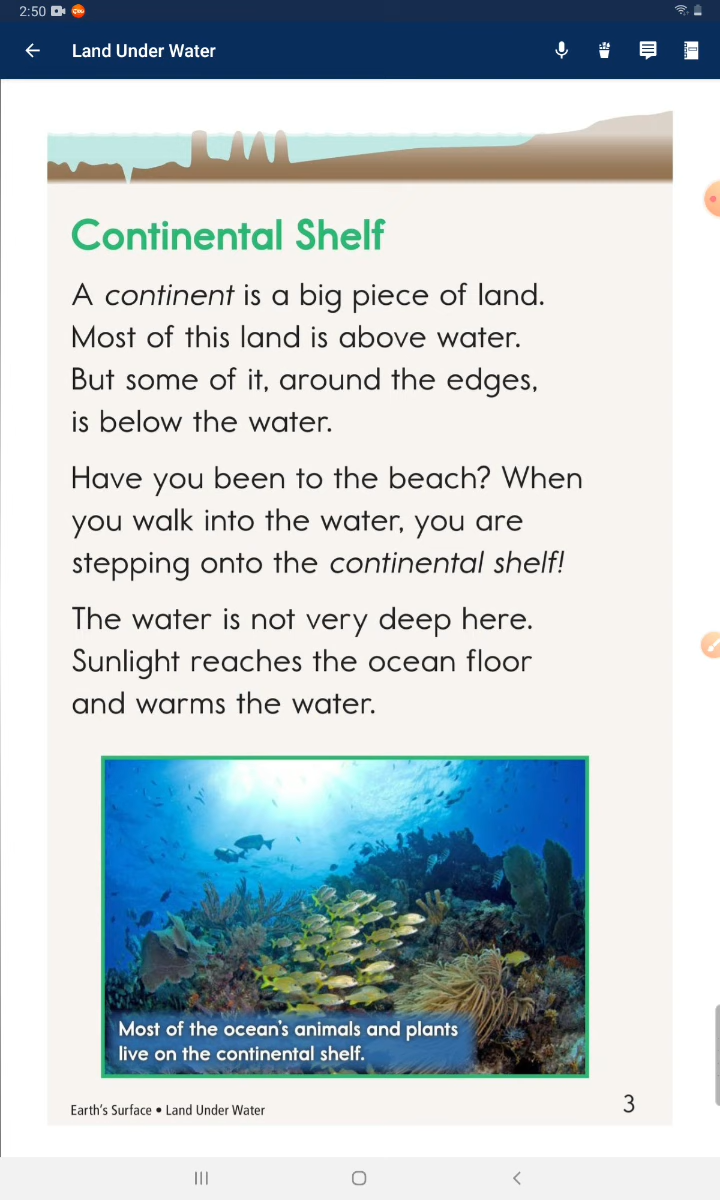 2:50
Land Under Water
Continental Shelf
A continent is a big piece of land.
Most of this land is above water.
But some of it, around the edges,
is below the water.
Have you been to the beach? When
you walk into the water, you are
stepping onto the continental shelf!
The water is not very deep here.
Sunlight reaches the ocean floor
and warms the water.
Most of the ocean's animals and plants
live on the continental shelf.
Earth's Surface • Land Under Water
3